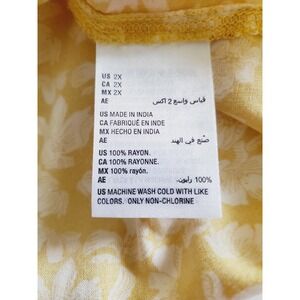 US 2X
CA 2X
MX 2X
AE قياس واسع 2 اكس
US MADE IN INDIA
CA FABRIQUÉ EN INDE
MX HECHO EN INDIA
AE صنع في الهند
US 100% RAYON.
CA 100% RAYONNE.
MX 100% rayón.
AE 100% رايون.
US MACHINE WASH COLD WITH LIKE
COLORS. ONLY NON-CHLORINE